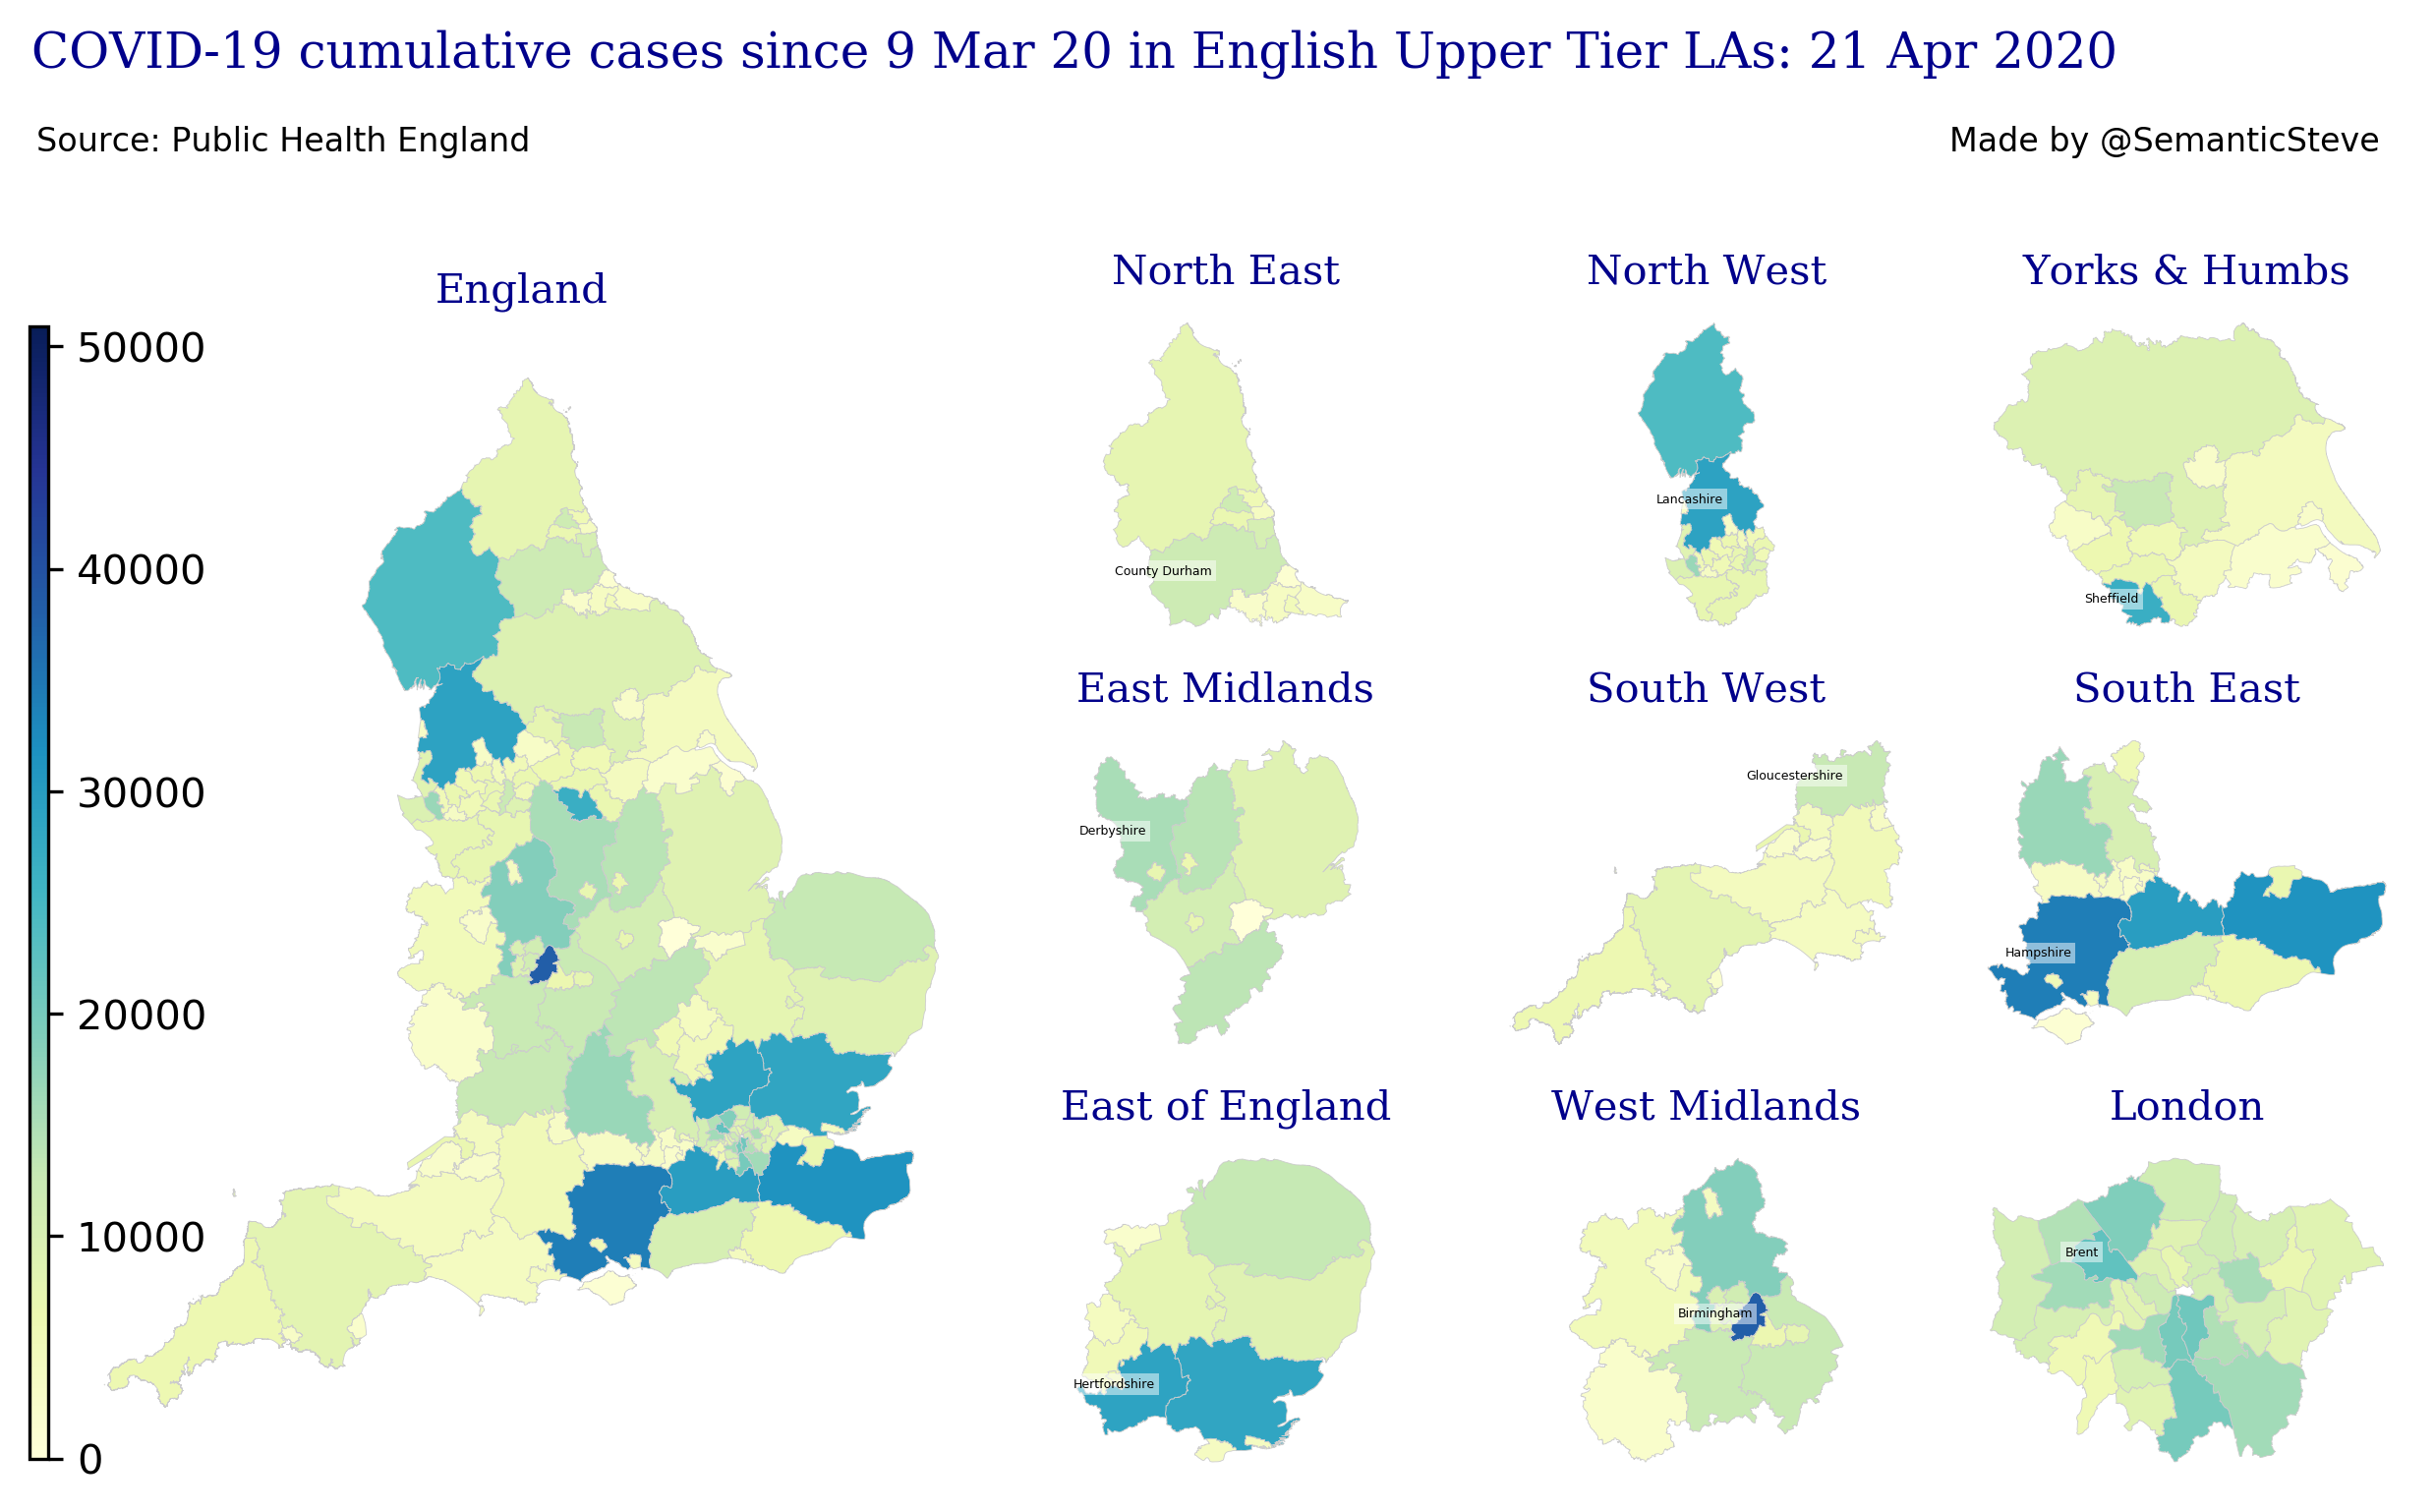 COVID-19 cumulative cases since 9 Mar 20 in English Upper Tier LAs: 21 Apr 2020
Source: Public Health England
Made by @SemanticSteve
England
50000
40000
30000
20000
10000
0
North East
County Durham
North West
Lancashire
Yorks & Humbs
Sheffield
East Midlands
Derbyshire
South West
Gloucestershire
South East
Hampshire
East of England
Hertfordshire
West Midlands
Birmingham
London
Brent